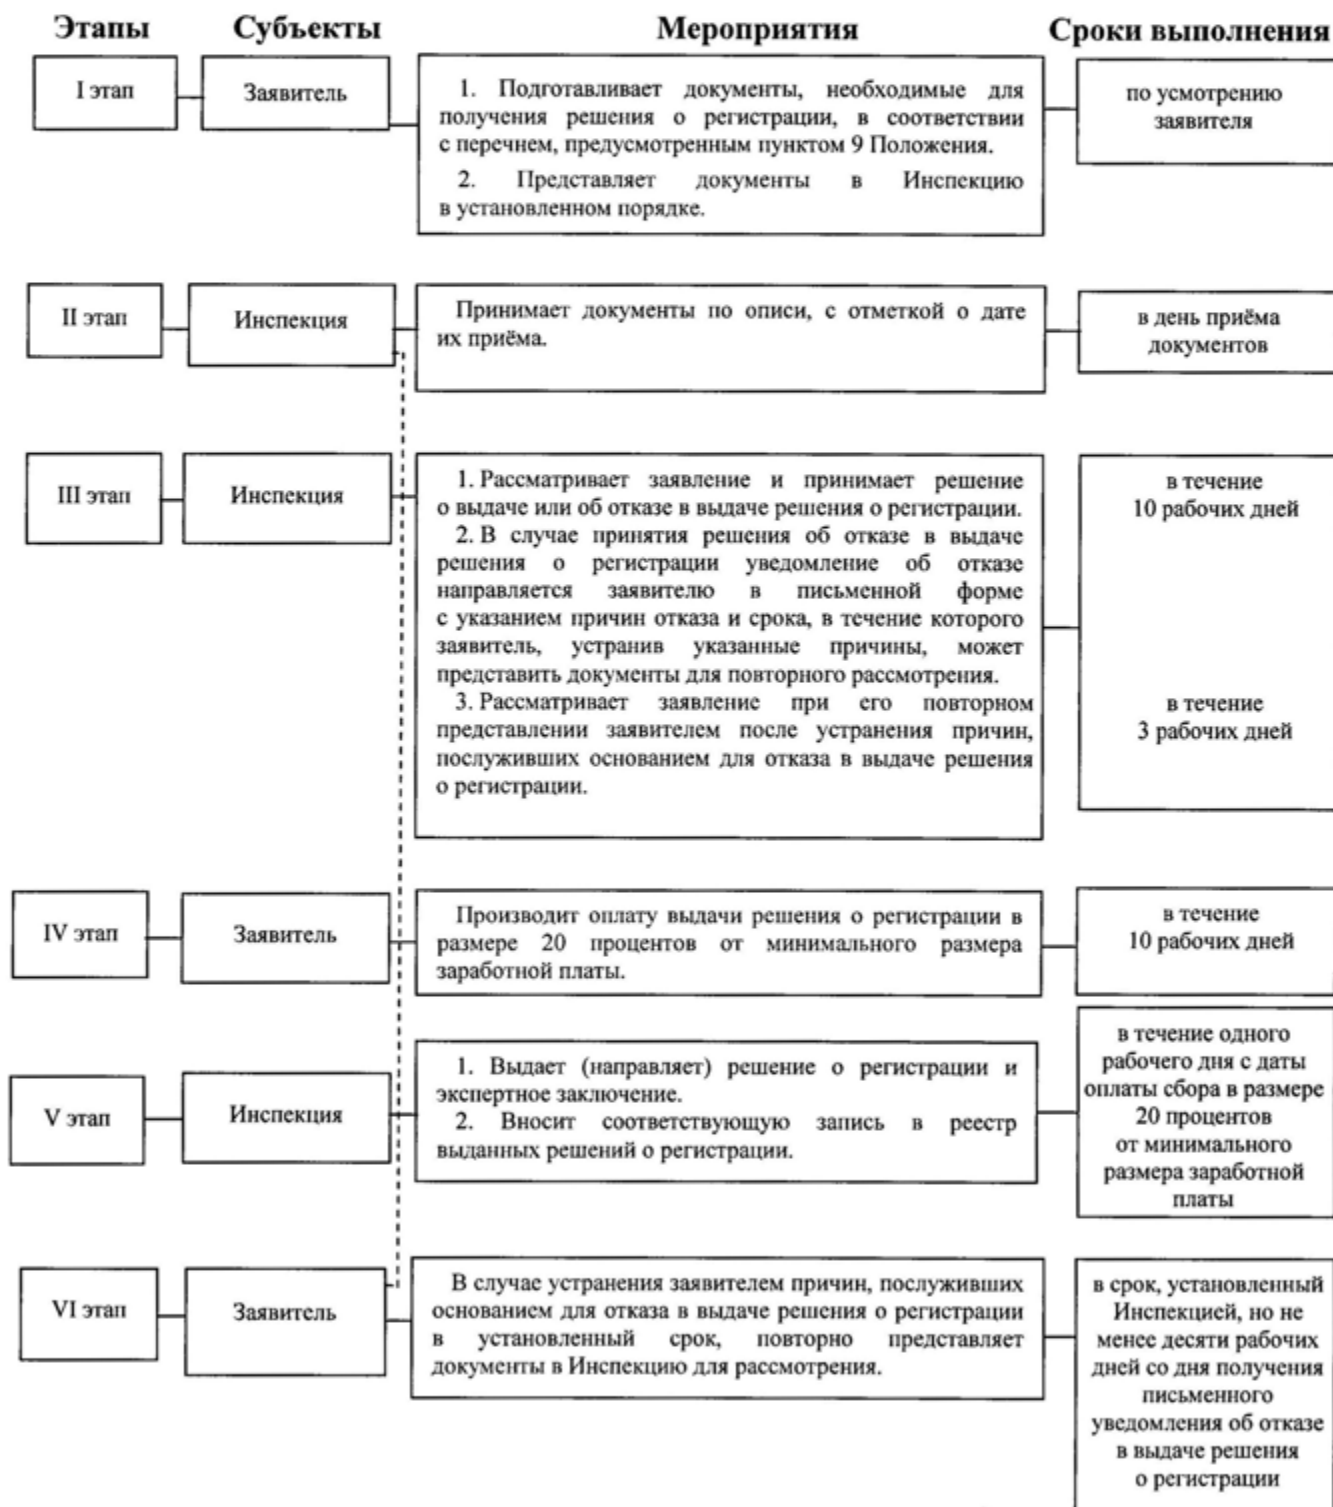 Этапы Субъекты Мероприятия Сроки выполнения
I этап
Заявитель
1. Подготавливает документы, необходимые для
получения решения о регистрации, в соответствии
с перечнем, предусмотренным пунктом 9 Положения.
2. Представляет документы в Инспекцию
в установленном порядке.
по усмотрению
заявителя
II этап
Инспекция
Принимает документы по описи, с отметкой о дате
их приёма.
в день приёма
документов
III этап
Инспекция
1. Рассматривает заявление и принимает решение
о выдаче или об отказе в выдаче решения о регистрации.
2. В случае принятия решения об отказе в выдаче
решения о регистрации уведомление об отказе
направляется заявителю в письменной форме
с указанием причин отказа и срока, в течение которого
заявитель, устранив указанные причины, может
представить документы для повторного рассмотрения.
3. Рассматривает заявление при его повторном
представлении заявителем после устранения причин,
послуживших основанием для отказа в выдаче решения
о регистрации.
в течение
10 рабочих дней
в течение
3 рабочих дней
IV этап
Заявитель
Производит оплату выдачи решения о регистрации в
размере 20 процентов от минимального размера
заработной платы.
в течение
10 рабочих дней
V этап
Инспекция
1. Выдает (направляет) решение о регистрации и
экспертное заключение.
2. Вносит соответствующую запись в реестр
выданных решений о регистрации.
в течение одного
рабочего дня с даты
оплаты сбора в размере
20 процентов
от минимального
размера заработной
платы
VI этап
Заявитель
В случае устранения заявителем причин, послуживших
основанием для отказа в выдаче решения о регистрации
в установленный срок, повторно представляет
документы в Инспекцию для рассмотрения.
в срок, установленный
Инспекцией, но не
менее десяти рабочих
дней со дня получения
письменного
уведомления об отказе
в выдаче решения
о регистрации